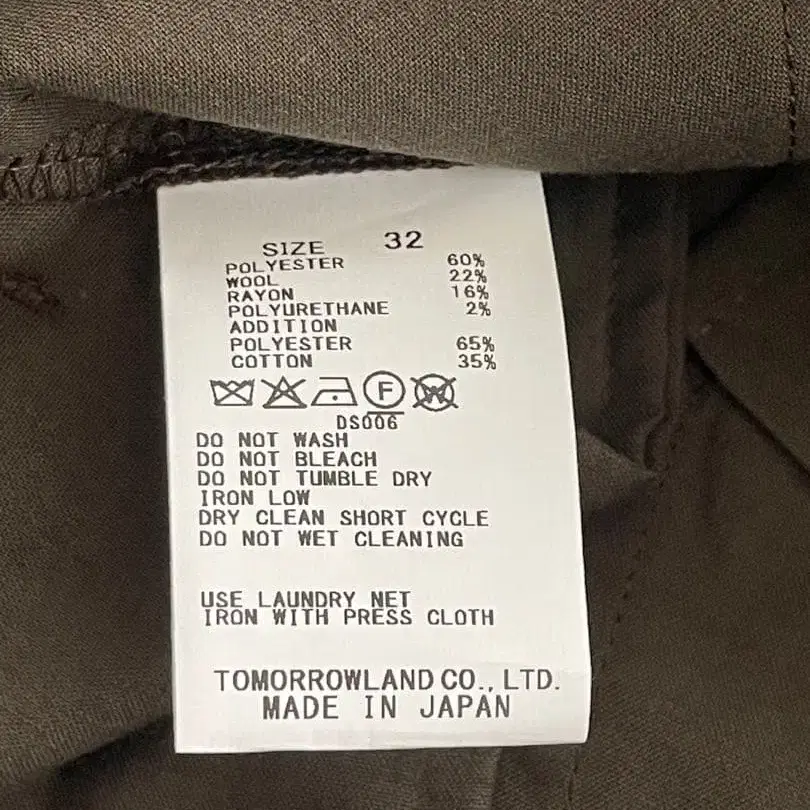 SIZE 32
POLYESTER 60%
WOOL 22%
RAYON 16%
POLYURETHANE 2%
ADDITION
POLYESTER 65%
COTTON 35%
F W
DS006
DO NOT WASH
DO NOT BLEACH
DO NOT TUMBLE DRY
IRON LOW
DRY CLEAN SHORT CYCLE
DO NOT WET CLEANING
USE LAUNDRY NET
IRON WITH PRESS CLOTH
TOMORROWLAND CO., LTD.
MADE IN JAPAN